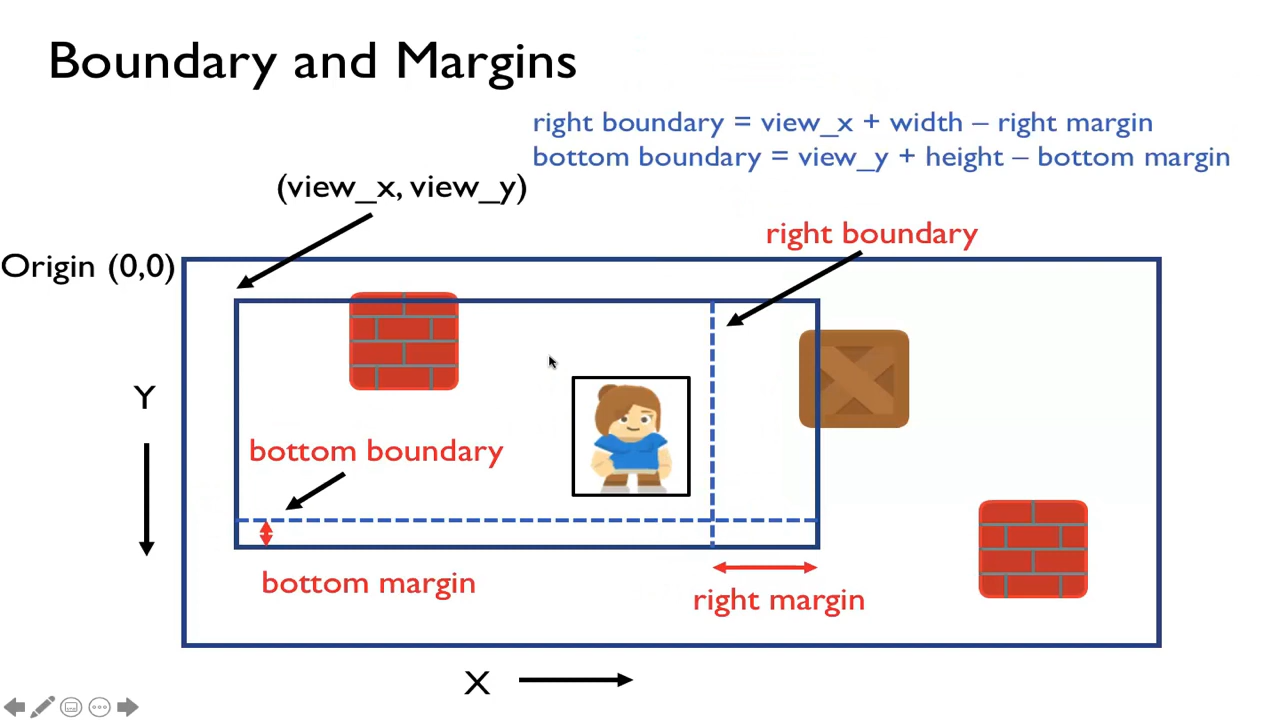 Boundary and Margins
right boundary = view_x + width – right margin
bottom boundary = view_y + height – bottom margin
(view_x, view_y)
right boundary
Origin (0,0)
Y
bottom boundary
bottom margin
right margin
X